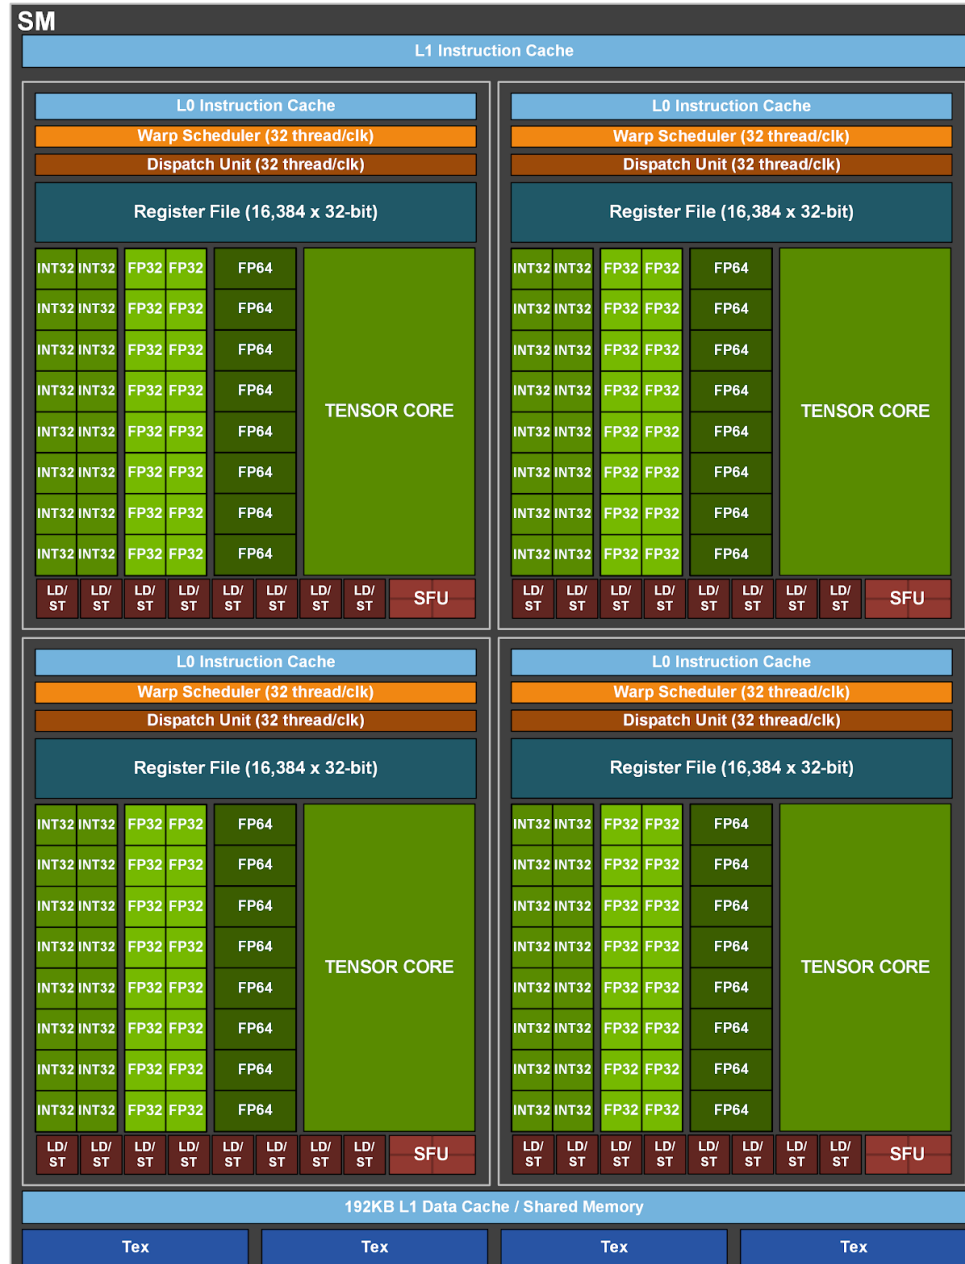 SM
L1 Instruction Cache
L0 Instruction Cache
Warp Scheduler (32 thread/clk)
Dispatch Unit (32 thread/clk)
Register File (16,384 x 32-bit)
INT32 INT32 FP32 FP32 FP64
INT32 INT32 FP32 FP32 FP64
INT32 INT32 FP32 FP32 FP64
INT32 INT32 FP32 FP32 FP64
TENSOR CORE
INT32 INT32 FP32 FP32 FP64
INT32 INT32 FP32 FP32 FP64
INT32 INT32 FP32 FP32 FP64
INT32 INT32 FP32 FP32 FP64
LD/ LD/ LD/ LD/ LD/ LD/ LD/ LD/
ST ST ST ST ST ST ST ST
SFU
L0 Instruction Cache
Warp Scheduler (32 thread/clk)
Dispatch Unit (32 thread/clk)
Register File (16,384 x 32-bit)
INT32 INT32 FP32 FP32 FP64
INT32 INT32 FP32 FP32 FP64
INT32 INT32 FP32 FP32 FP64
INT32 INT32 FP32 FP32 FP64
TENSOR CORE
INT32 INT32 FP32 FP32 FP64
INT32 INT32 FP32 FP32 FP64
INT32 INT32 FP32 FP32 FP64
INT32 INT32 FP32 FP32 FP64
LD/ LD/ LD/ LD/ LD/ LD/ LD/ LD/
ST ST ST ST ST ST ST ST
SFU
L0 Instruction Cache
Warp Scheduler (32 thread/clk)
Dispatch Unit (32 thread/clk)
Register File (16,384 x 32-bit)
INT32 INT32 FP32 FP32 FP64
INT32 INT32 FP32 FP32 FP64
INT32 INT32 FP32 FP32 FP64
INT32 INT32 FP32 FP32 FP64
TENSOR CORE
INT32 INT32 FP32 FP32 FP64
INT32 INT32 FP32 FP32 FP64
INT32 INT32 FP32 FP32 FP64
INT32 INT32 FP32 FP32 FP64
LD/ LD/ LD/ LD/ LD/ LD/ LD/ LD/
ST ST ST ST ST ST ST ST
SFU
L0 Instruction Cache
Warp Scheduler (32 thread/clk)
Dispatch Unit (32 thread/clk)
Register File (16,384 x 32-bit)
INT32 INT32 FP32 FP32 FP64
INT32 INT32 FP32 FP32 FP64
INT32 INT32 FP32 FP32 FP64
INT32 INT32 FP32 FP32 FP64
TENSOR CORE
INT32 INT32 FP32 FP32 FP64
INT32 INT32 FP32 FP32 FP64
INT32 INT32 FP32 FP32 FP64
INT32 INT32 FP32 FP32 FP64
LD/ LD/ LD/ LD/ LD/ LD/ LD/ LD/
ST ST ST ST ST ST ST ST
SFU
192KB L1 Data Cache / Shared Memory
Tex Tex Tex Tex